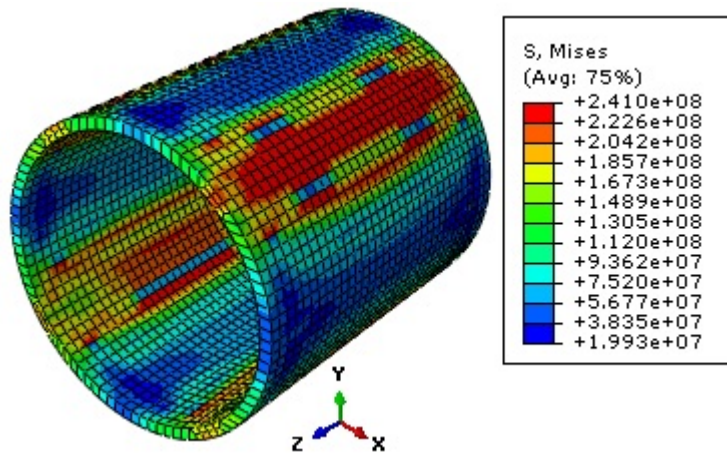 S, Mises
(Avg: 75%)
+2.410e+08
+2.226e+08
+2.042e+08
+1.857e+08
+1.673e+08
+1.489e+08
+1.305e+08
+1.120e+08
+9.362e+07
+7.520e+07
+5.677e+07
+3.835e+07
+1.993e+07
Y
Z
X